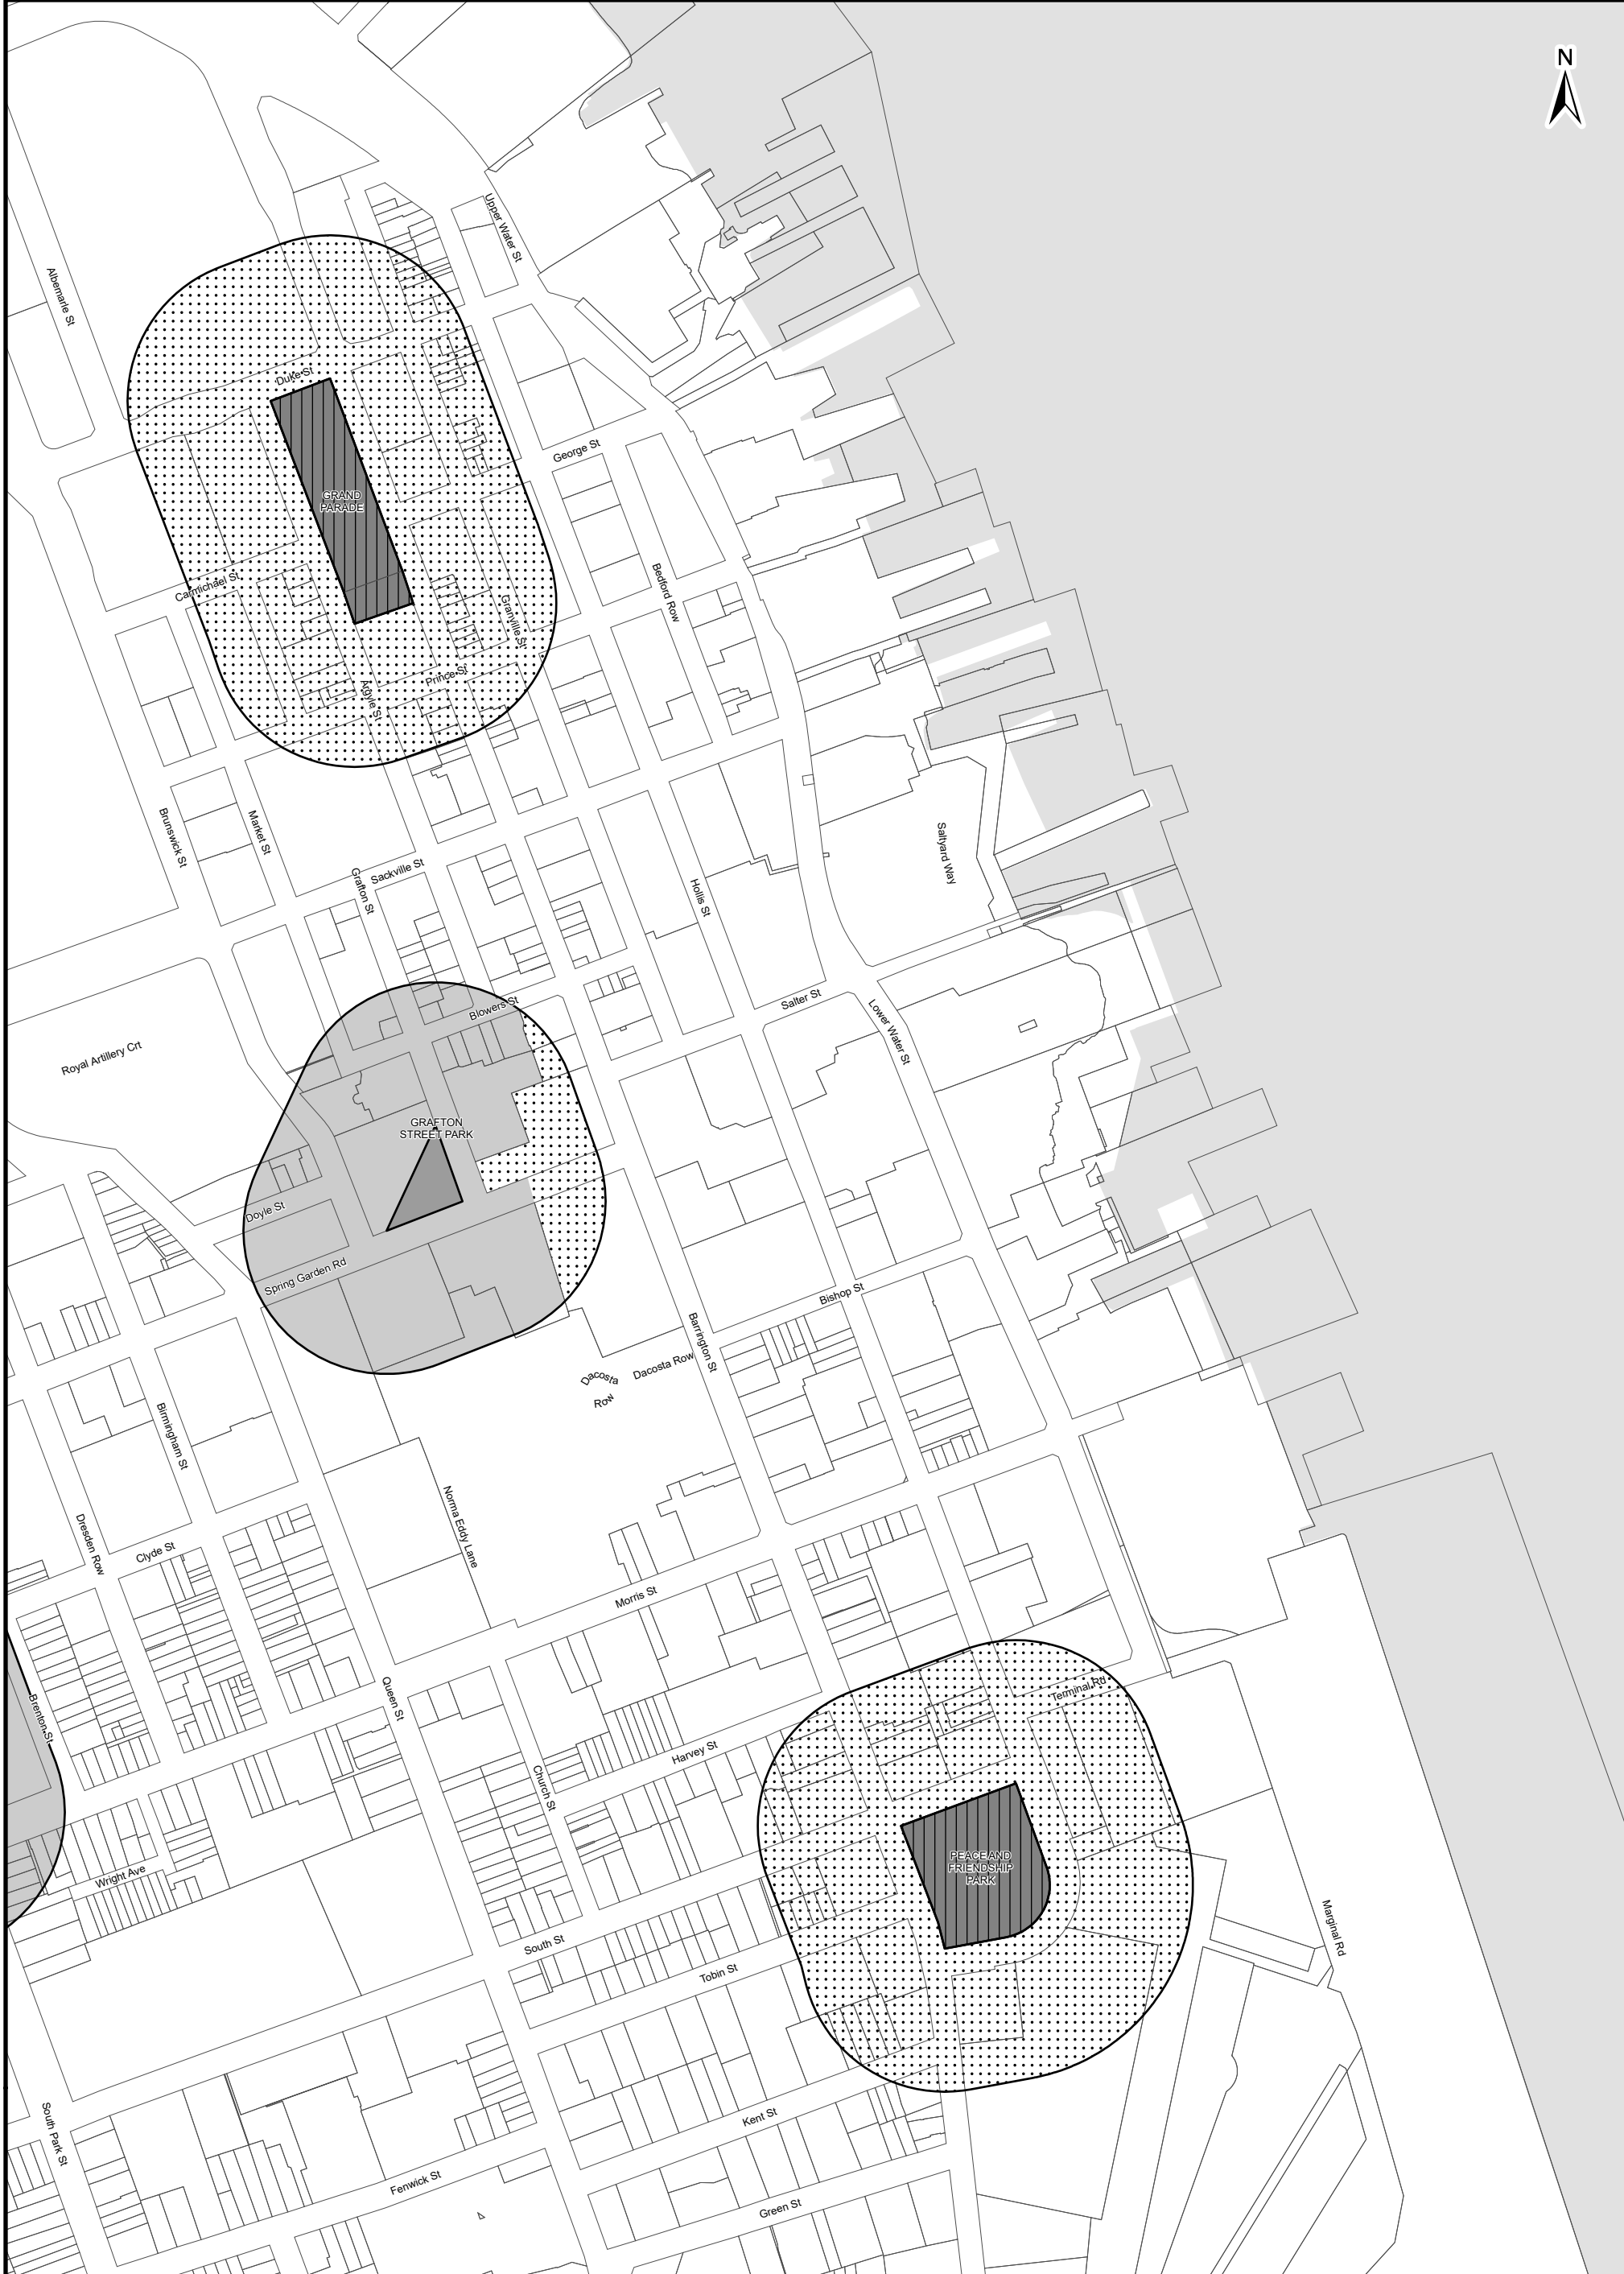 N
Upper Water St
Albemarle St
Duke St
George St
GRAND
PARADE
Carmichael St
Bedford Row
Granville St
Prince St
Argyle St
Brunswick St
Market St
Saltyard Way
Sackville St
Grafton St
Hollis St
Blowers St
Salter St
Lower Water St
Royal Artillery Crt
GRAFTON
STREET PARK
Doyle St
Spring Garden Rd
Bishop St
Barrington St
Dacosta Row
Dacosta
Row
Birmingham St
Norma Eddy Lane
Dresden Row
Clyde St
Morris St
Queen St
Terminal Rd
Brenton St
Harvey St
Church St
PEACE AND
FRIENDSHIP
PARK
Wright Ave
Marginal Rd
South St
Tobin St
South Park St
Kent St
Fenwick St
Green St